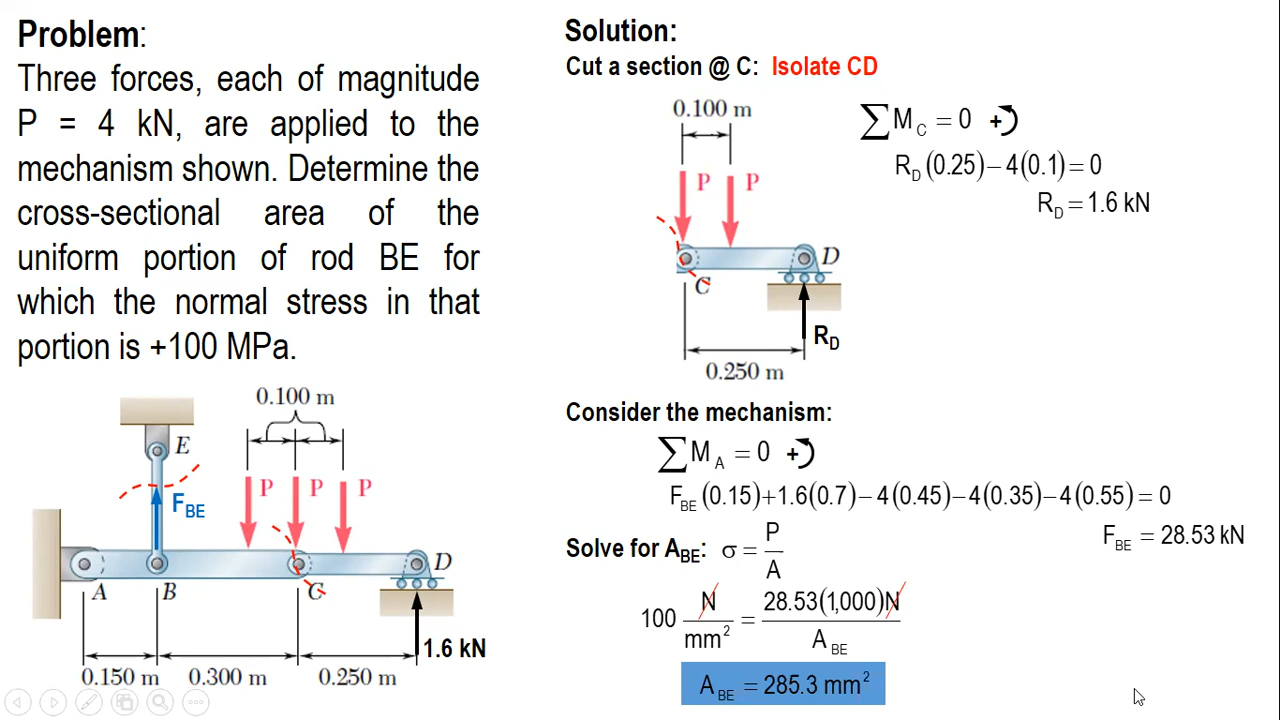 Problem:
Three forces, each of magnitude
P = 4 kN, are applied to the
mechanism shown. Determine the
cross-sectional area of the
uniform portion of rod BE for
which the normal stress in that
portion is +100 MPa.
0.100 m
E
P P P
F_BE
A B C D
1.6 kN
0.150 m 0.300 m 0.250 m
Solution:
Cut a section @ C: Isolate CD
0.100 m
P P
D
C
R_D
0.250 m
∑M_C = 0 +
R_D(0.25) − 4(0.1) = 0
R_D = 1.6 kN
Consider the mechanism:
∑M_A = 0 +
F_BE(0.15)+1.6(0.7) − 4(0.45) − 4(0.35) − 4(0.55) = 0
F_BE = 28.53 kN
Solve for A_BE: σ = P/A
100 N/mm² = 28.53(1,000)N/A_BE
A_BE = 285.3 mm²